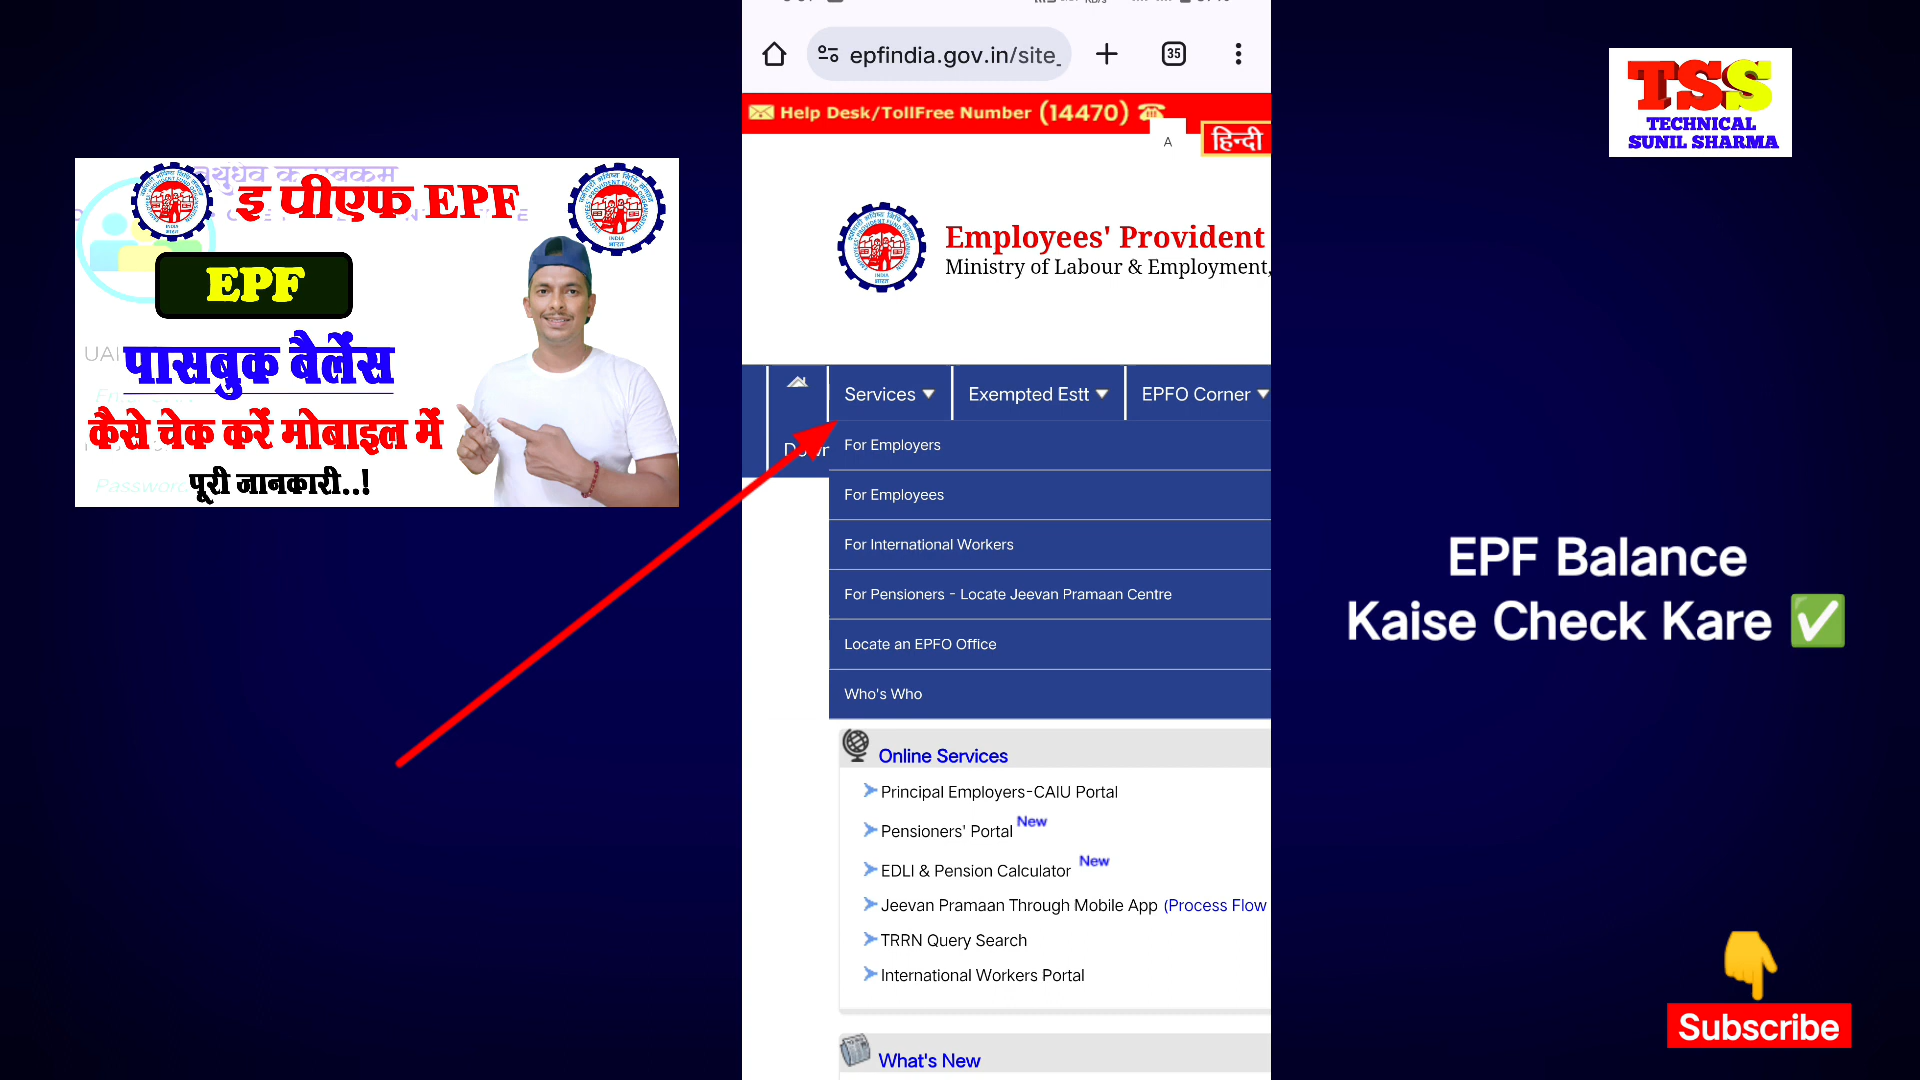 epfindia.gov.in/site_
35
Help Desk/TollFree Number (14470)
A
हिन्दी
Employees' Provident
Ministry of Labour & Employment,
Services
Exempted Estt
EPFO Corner
For Employers
For Employees
For International Workers
For Pensioners - Locate Jeevan Pramaan Centre
Locate an EPFO Office
Who's Who
Online Services
Principal Employers-CAIU Portal
Pensioners' Portal New
EDLI & Pension Calculator New
Jeevan Pramaan Through Mobile App (Process Flow
TRRN Query Search
International Workers Portal
What's New
इ पीएफ EPF
EPF
UAN
पासबुक बैलेंस
कैसे चेक करें मोबाइल में
Password
पूरी जानकारी..!
TSS
TECHNICAL
SUNIL SHARMA
EPF Balance
Kaise Check Kare ✅
Subscribe